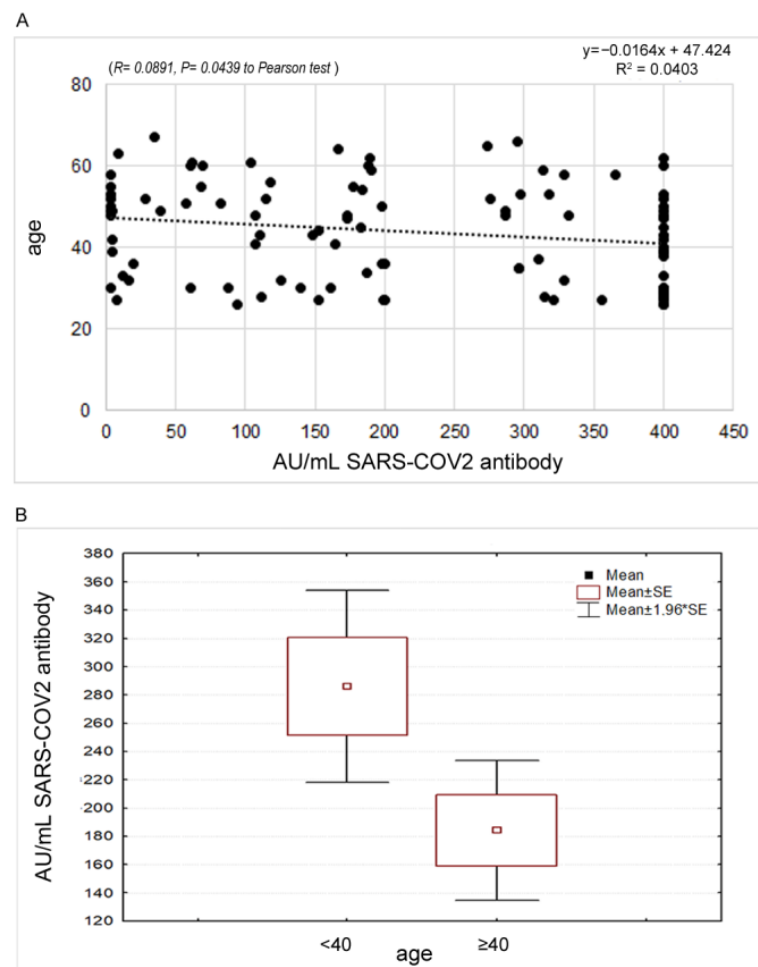 A
(R= 0.0891, P= 0.0439 to Pearson test )
y=−0.0164x + 47.424
R² = 0.0403
80
60
40
20
0
age
0 50 100 150 200 250 300 350 400 450
AU/mL SARS-COV2 antibody
B
380
360
340
320
300
280
260
240
220
200
180
160
140
120
AU/mL SARS-COV2 antibody
Mean
Mean±SE
Mean±1.96*SE
<40 ≥40
age